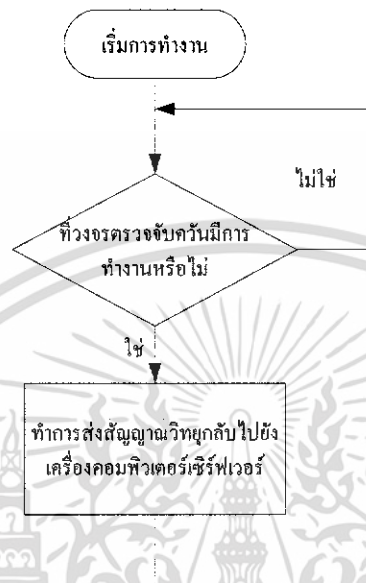 เริ่มการทำงาน
ไม่ใช่
ที่วงจรตรวจจับควันมีการ
ทำงานหรือไม่
ใช่
ทำการส่งสัญญาณวิทยุกลับไปยัง
เครื่องคอมพิวเตอร์เซิร์ฟเวอร์